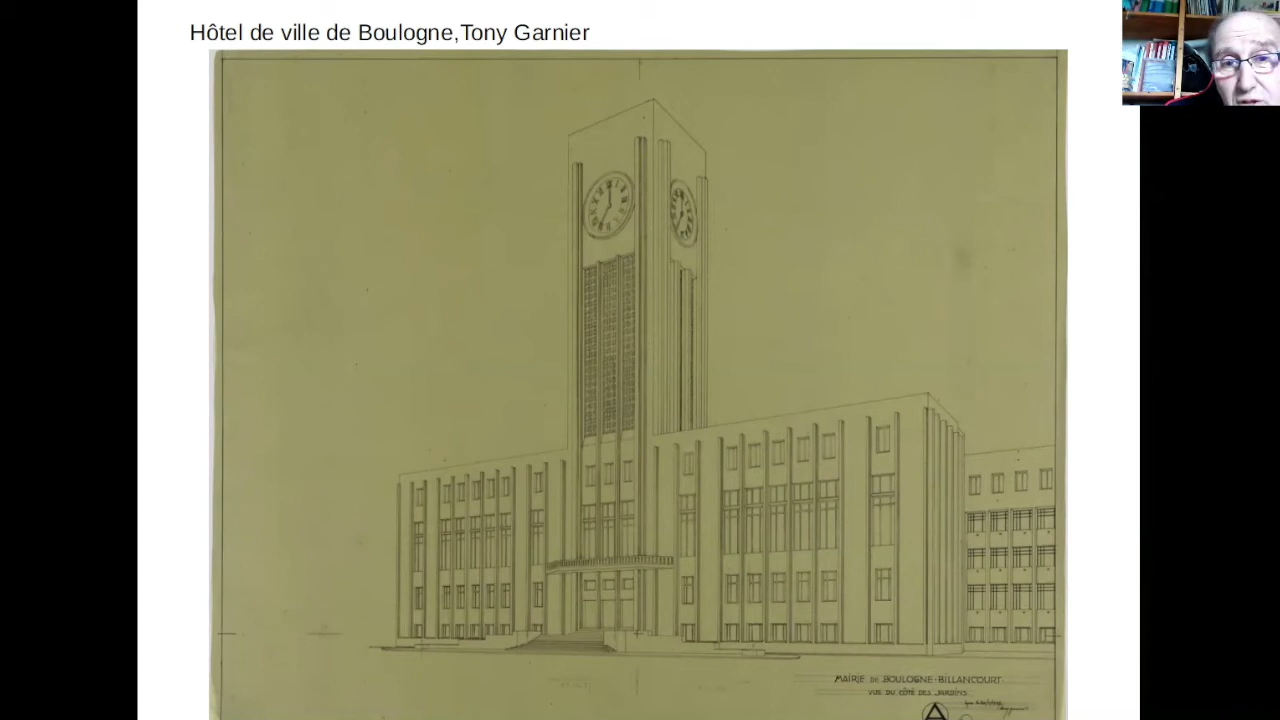 Hôtel de ville de Boulogne,Tony Garnier
MAIRIE DE BOULOGNE-BILLANCOURT.
VUE DU CÔTÉ DES JARDINS
A